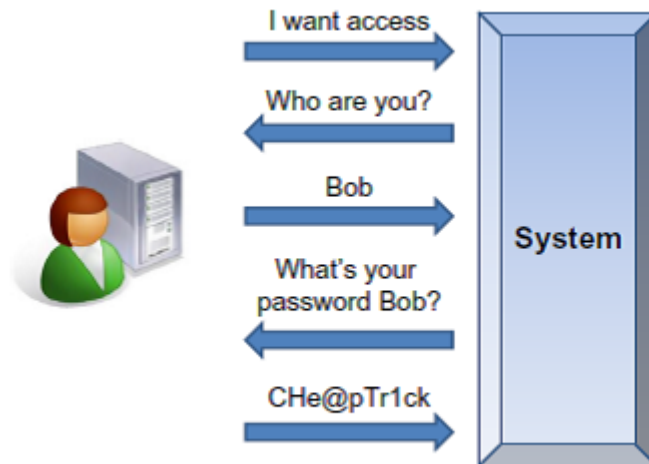 I want access
Who are you?
Bob
System
What's your
password Bob?
CHe@pTr1ck